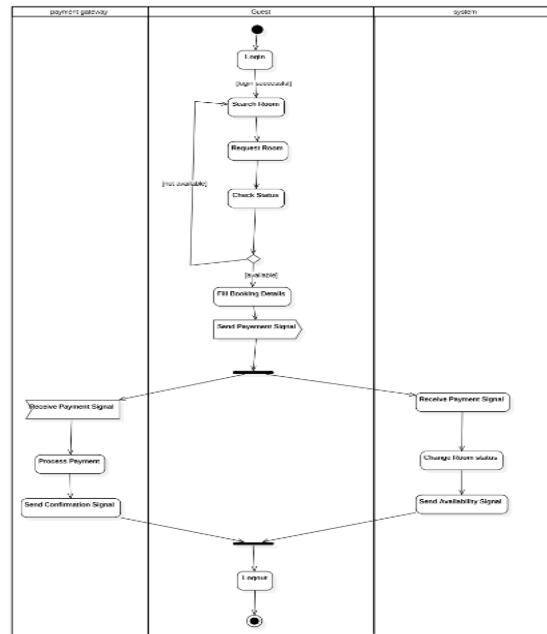 payment gateway
Guest
system
Login
[login successful]
Search Room
Request Room
[not available]
Check Status
[available]
Fill Booking Details
Send Payement Signal
Receive Payment Signal
Receive Payment Signal
Process Payment
Change Room status
Send Confirmation Signal
Send Availability Signal
Logout